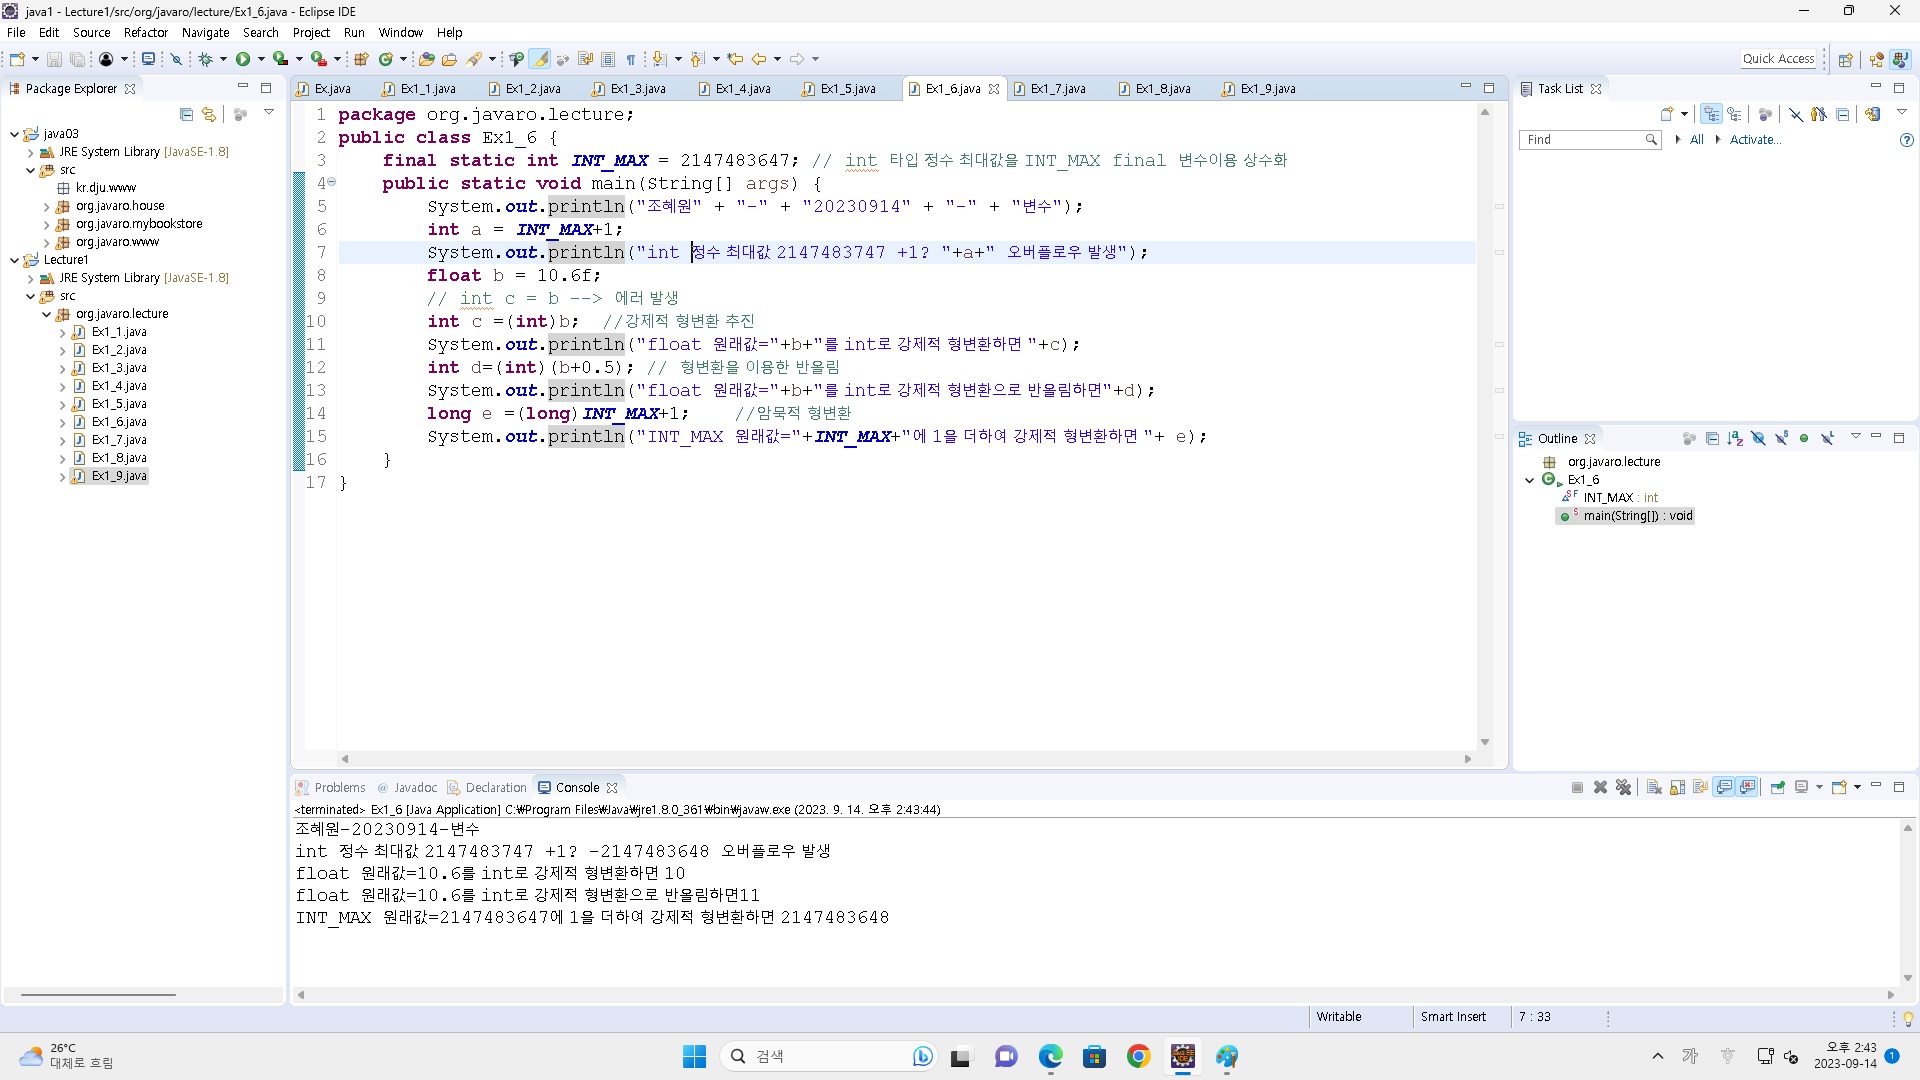 java1 - Lecture1/src/org/javaro/lecture/Ex1_6.java - Eclipse IDE
File Edit Source Refactor Navigate Search Project Run Window Help
Quick Access
Package Explorer
java03
JRE System Library [JavaSE-1.8]
src
kr.dju.www
org.javaro.house
org.javaro.mybookstore
org.javaro.www
Lecture1
JRE System Library [JavaSE-1.8]
src
org.javaro.lecture
Ex1_1.java
Ex1_2.java
Ex1_3.java
Ex1_4.java
Ex1_5.java
Ex1_6.java
Ex1_7.java
Ex1_8.java
Ex1_9.java
Ex.java Ex1_1.java Ex1_2.java Ex1_3.java Ex1_4.java Ex1_5.java Ex1_6.java Ex1_7.java Ex1_8.java Ex1_9.java
1 package org.javaro.lecture;
2 public class Ex1_6 {
3 final static int INT_MAX = 2147483647; // int 타입 정수 최대값을 INT_MAX final 변수이용 상수화
4 public static void main(String[] args) {
5 System.out.println("조혜원" + "-" + "20230914" + "-" + "변수");
6 int a = INT_MAX+1;
7 System.out.println("int 정수 최대값 2147483747 +1? "+a+" 오버플로우 발생");
8 float b = 10.6f;
9 // int c = b --> 에러 발생
10 int c =(int)b; //강제적 형변환 추진
11 System.out.println("float 원래값="+b+"를 int로 강제적 형변환하면 "+c);
12 int d=(int)(b+0.5); // 형변환을 이용한 반올림
13 System.out.println("float 원래값="+b+"를 int로 강제적 형변환으로 반올림하면"+d);
14 long e =(long)INT_MAX+1; //암묵적 형변환
15 System.out.println("INT_MAX 원래값="+INT_MAX+"에 1을 더하여 강제적 형변환하면 "+ e);
16 }
17 }
Task List
Find All Activate...
Outline
org.javaro.lecture
Ex1_6
INT_MAX : int
main(String[]) : void
Problems Javadoc Declaration Console
<terminated> Ex1_6 [Java Application] C:₩Program Files₩Java₩jre1.8.0_361₩bin₩javaw.exe (2023. 9. 14. 오후 2:43:44)
조혜원-20230914-변수
int 정수 최대값 2147483747 +1? -2147483648 오버플로우 발생
float 원래값=10.6를 int로 강제적 형변환하면 10
float 원래값=10.6를 int로 강제적 형변환으로 반올림하면11
INT_MAX 원래값=2147483647에 1을 더하여 강제적 형변환하면 2147483648
Writable Smart Insert 7 : 33
26°C
대체로 흐림
검색
가
오후 2:43
2023-09-14
1